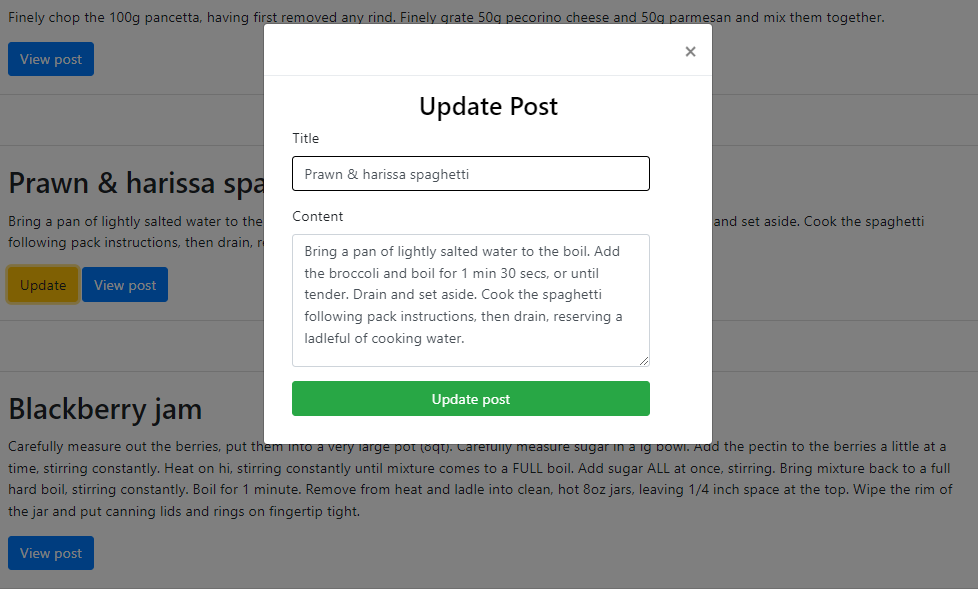 Finely chop the 100g pancetta, having first removed any rind. Finely grate 50g pecorino cheese and 50g parmesan and mix them together.
View post
×
Update Post
Title
Prawn & harissa spaghetti
Content
Bring a pan of lightly salted water to the boil. Add
the broccoli and boil for 1 min 30 secs, or until
tender. Drain and set aside. Cook the spaghetti
following pack instructions, then drain, reserving a
ladleful of cooking water.
Update post
Prawn & harissa spa
Bring a pan of lightly salted water to the and set aside. Cook the spaghetti
following pack instructions, then drain, r
Update View post
Blackberry jam
Carefully measure out the berries, put them into a very large pot (8qt). Carefully measure sugar in a lg bowl. Add the pectin to the berries a little at a
time, stirring constantly. Heat on hi, stirring constantly until mixture comes to a FULL boil. Add sugar ALL at once, stirring. Bring mixture back to a full
hard boil, stirring constantly. Boil for 1 minute. Remove from heat and ladle into clean, hot 8oz jars, leaving 1/4 inch space at the top. Wipe the rim of
the jar and put canning lids and rings on fingertip tight.
View post